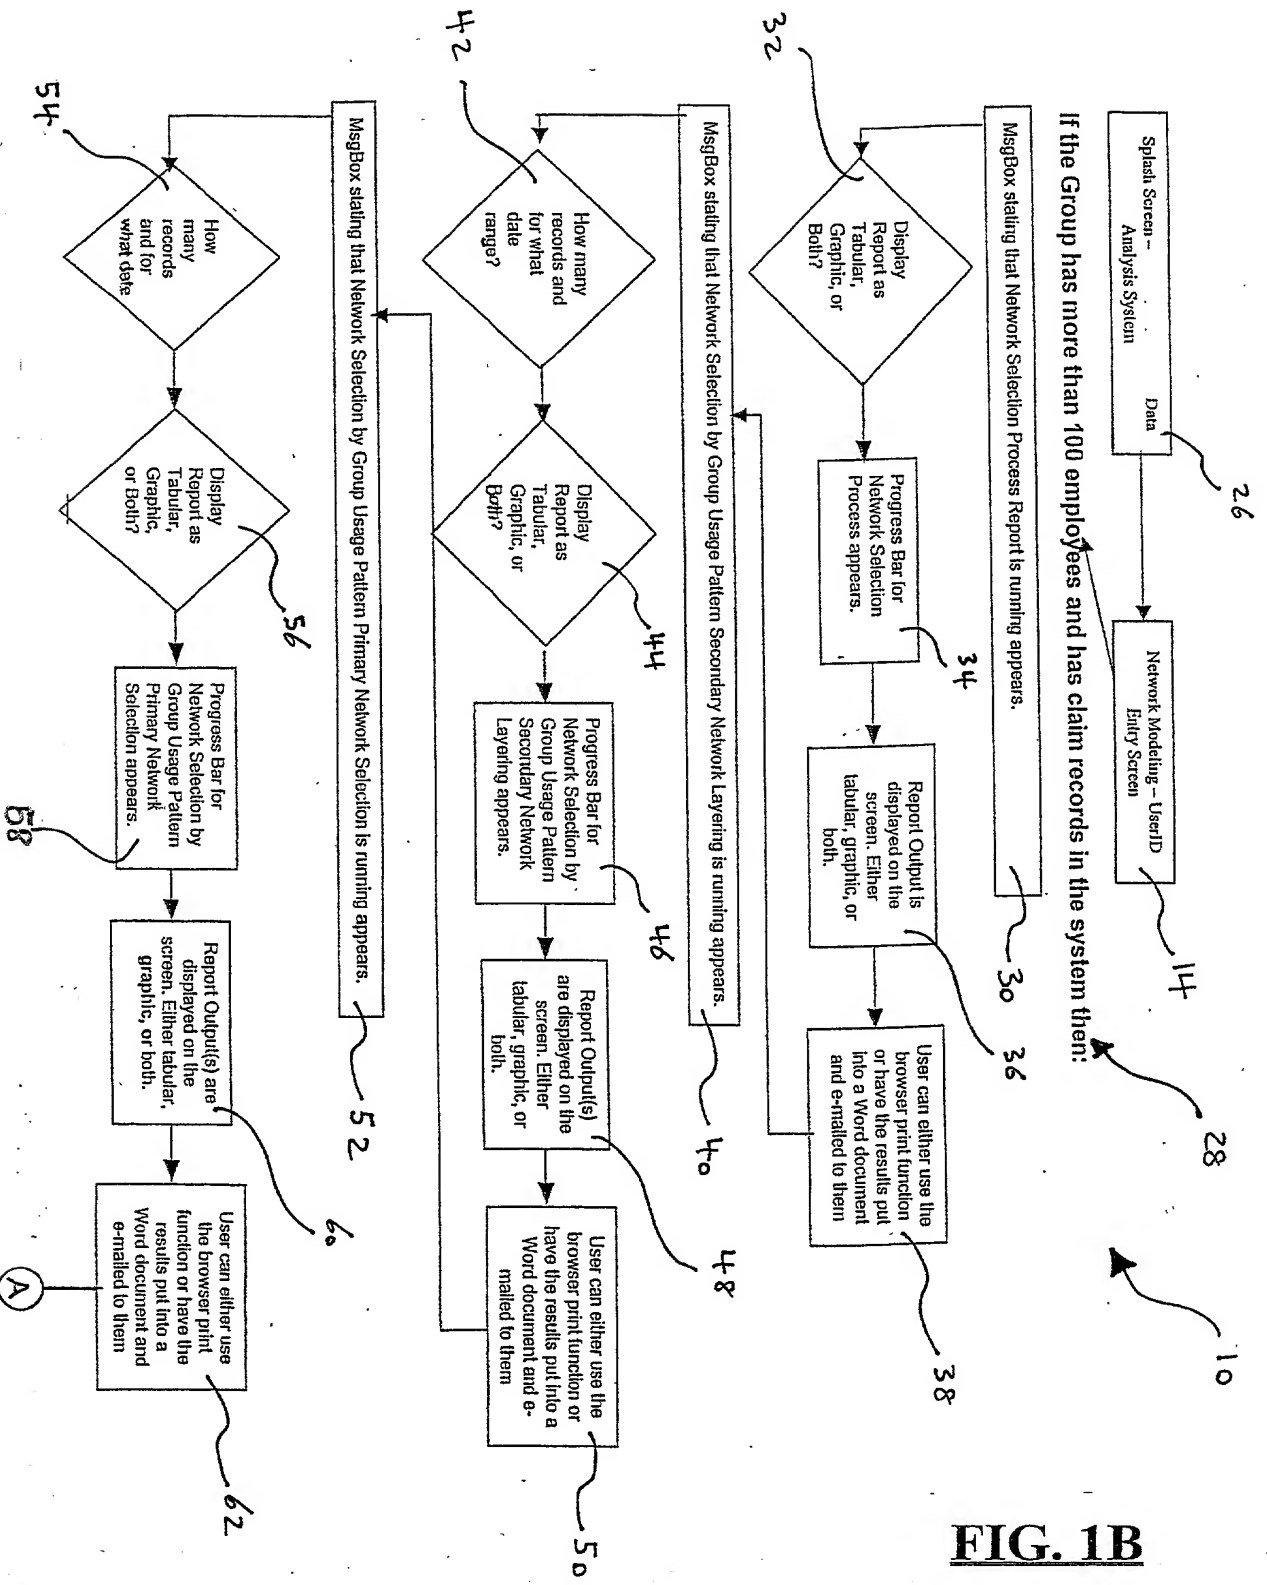 FIG. 1B
10
Splash Screen –
Analysis System
Data
26
Network Modeling – UserID
Entry Screen
14
If the Group has more than 100 employees and has claim records in the system then:
28
MsgBox stating that Network Selection Process Report is running appears.
30
32
Display
Report as
Tabular,
Graphic, or
Both?
Progress Bar for
Network Selection
Process appears.
34
Report Output is
displayed on the
screen. Either
tabular, graphic, or
both.
36
User can either use the
browser print function
or have the results put
into a Word document
and e-mailed to them
38
MsgBox stating that Network Selection by Group Usage Pattern Secondary Network Layering is running appears.
40
42
How many
records and
for what
date
range?
Display
Report as
Tabular,
Graphic, or
Both?
44
Progress Bar for
Network Selection by
Group Usage Pattern
Secondary Network
Layering appears.
46
Report Output(s)
are displayed on the
screen. Either
tabular, graphic, or
both.
48
User can either use the
browser print function or
have the results put into a
Word document and e-
mailed to them
50
MsgBox stating that Network Selection by Group Usage Pattern Primary Network Selection is running appears.
52
54
How
many
records
and for
what date
Display
Report as
Tabular,
Graphic,
or Both?
56
Progress Bar for
Network Selection by
Group Usage Pattern
Primary Network
Selection appears.
58
Report Output(s) are
displayed on the
screen. Either tabular,
graphic, or both.
60
User can either use
the browser print
function or have the
results put into a
Word document and
e-mailed to them
62
A